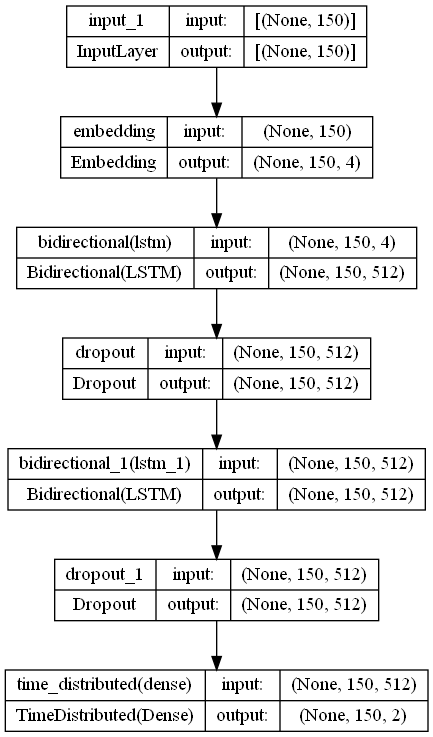 input_1 input: [(None, 150)]
InputLayer output: [(None, 150)]
embedding input: (None, 150)
Embedding output: (None, 150, 4)
bidirectional(lstm) input: (None, 150, 4)
Bidirectional(LSTM) output: (None, 150, 512)
dropout input: (None, 150, 512)
Dropout output: (None, 150, 512)
bidirectional_1(lstm_1) input: (None, 150, 512)
Bidirectional(LSTM) output: (None, 150, 512)
dropout_1 input: (None, 150, 512)
Dropout output: (None, 150, 512)
time_distributed(dense) input: (None, 150, 512)
TimeDistributed(Dense) output: (None, 150, 2)